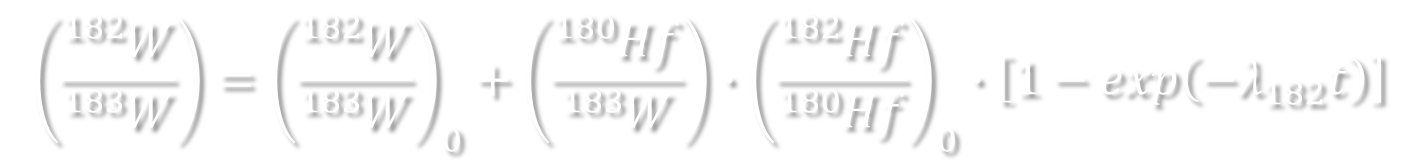 (¹⁸²W / ¹⁸³W) = (¹⁸²W / ¹⁸³W)₀ + (¹⁸⁰Hf / ¹⁸³W) · (¹⁸²Hf / ¹⁸⁰Hf)₀ · [1 − exp(−λ₁₈₂t)]